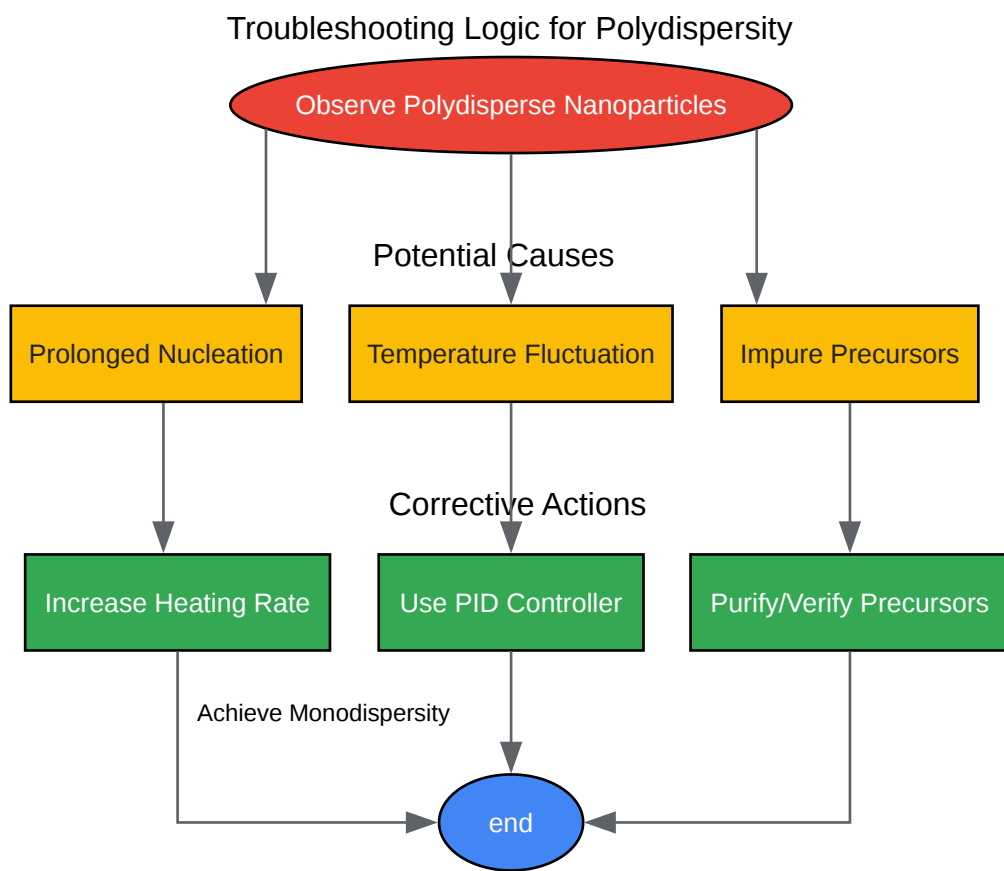 Troubleshooting Logic for Polydispersity
Observe Polydisperse Nanoparticles
Potential Causes
Prolonged Nucleation
Temperature Fluctuation
Impure Precursors
Corrective Actions
Increase Heating Rate
Use PID Controller
Purify/Verify Precursors
Achieve Monodispersity
end